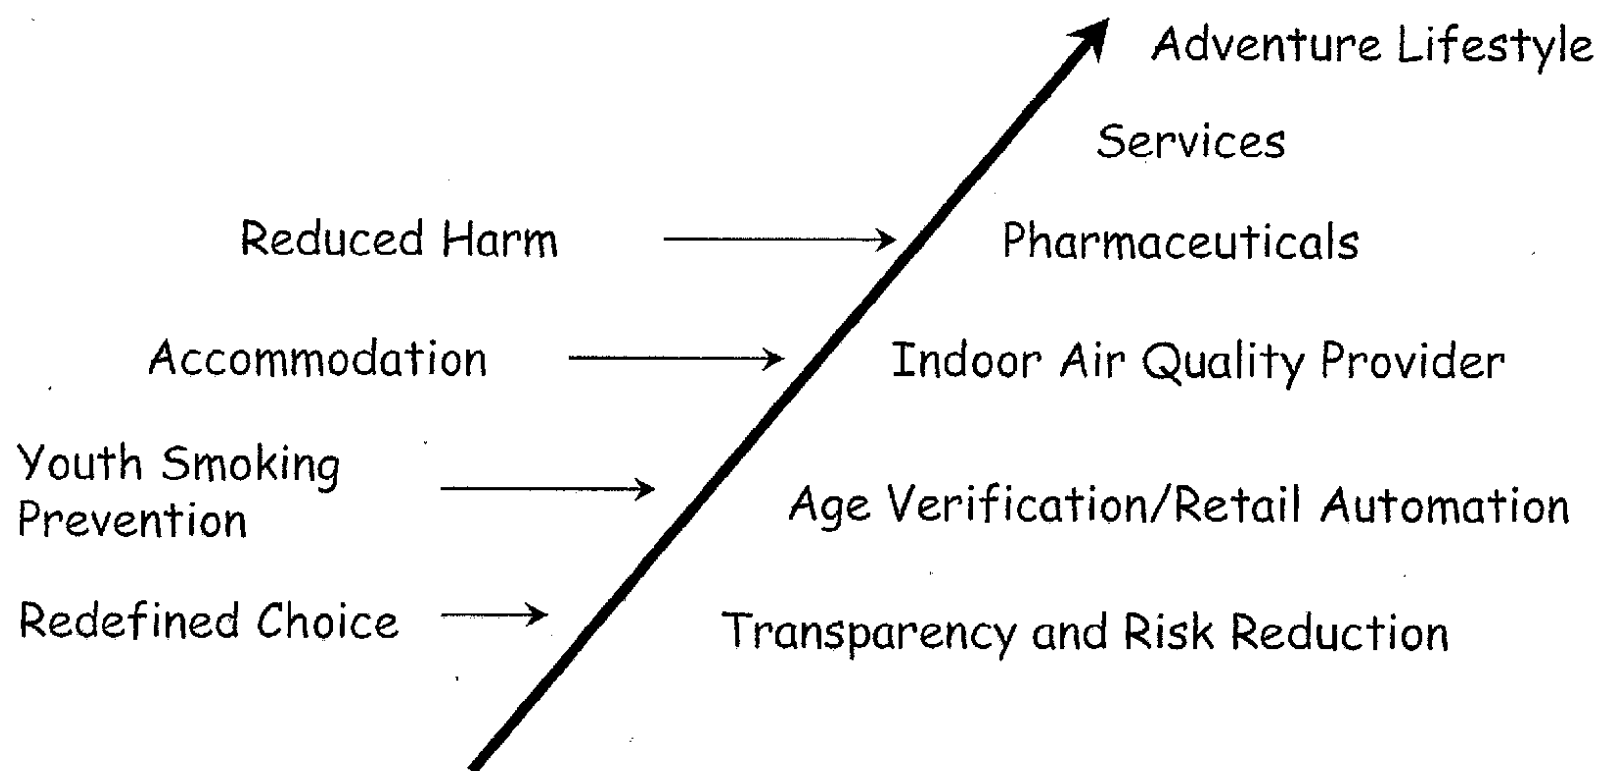 Adventure Lifestyle
Services
Reduced Harm
Pharmaceuticals
Accommodation
Indoor Air Quality Provider
Youth Smoking
Prevention
Age Verification/Retail Automation
Redefined Choice
Transparency and Risk Reduction